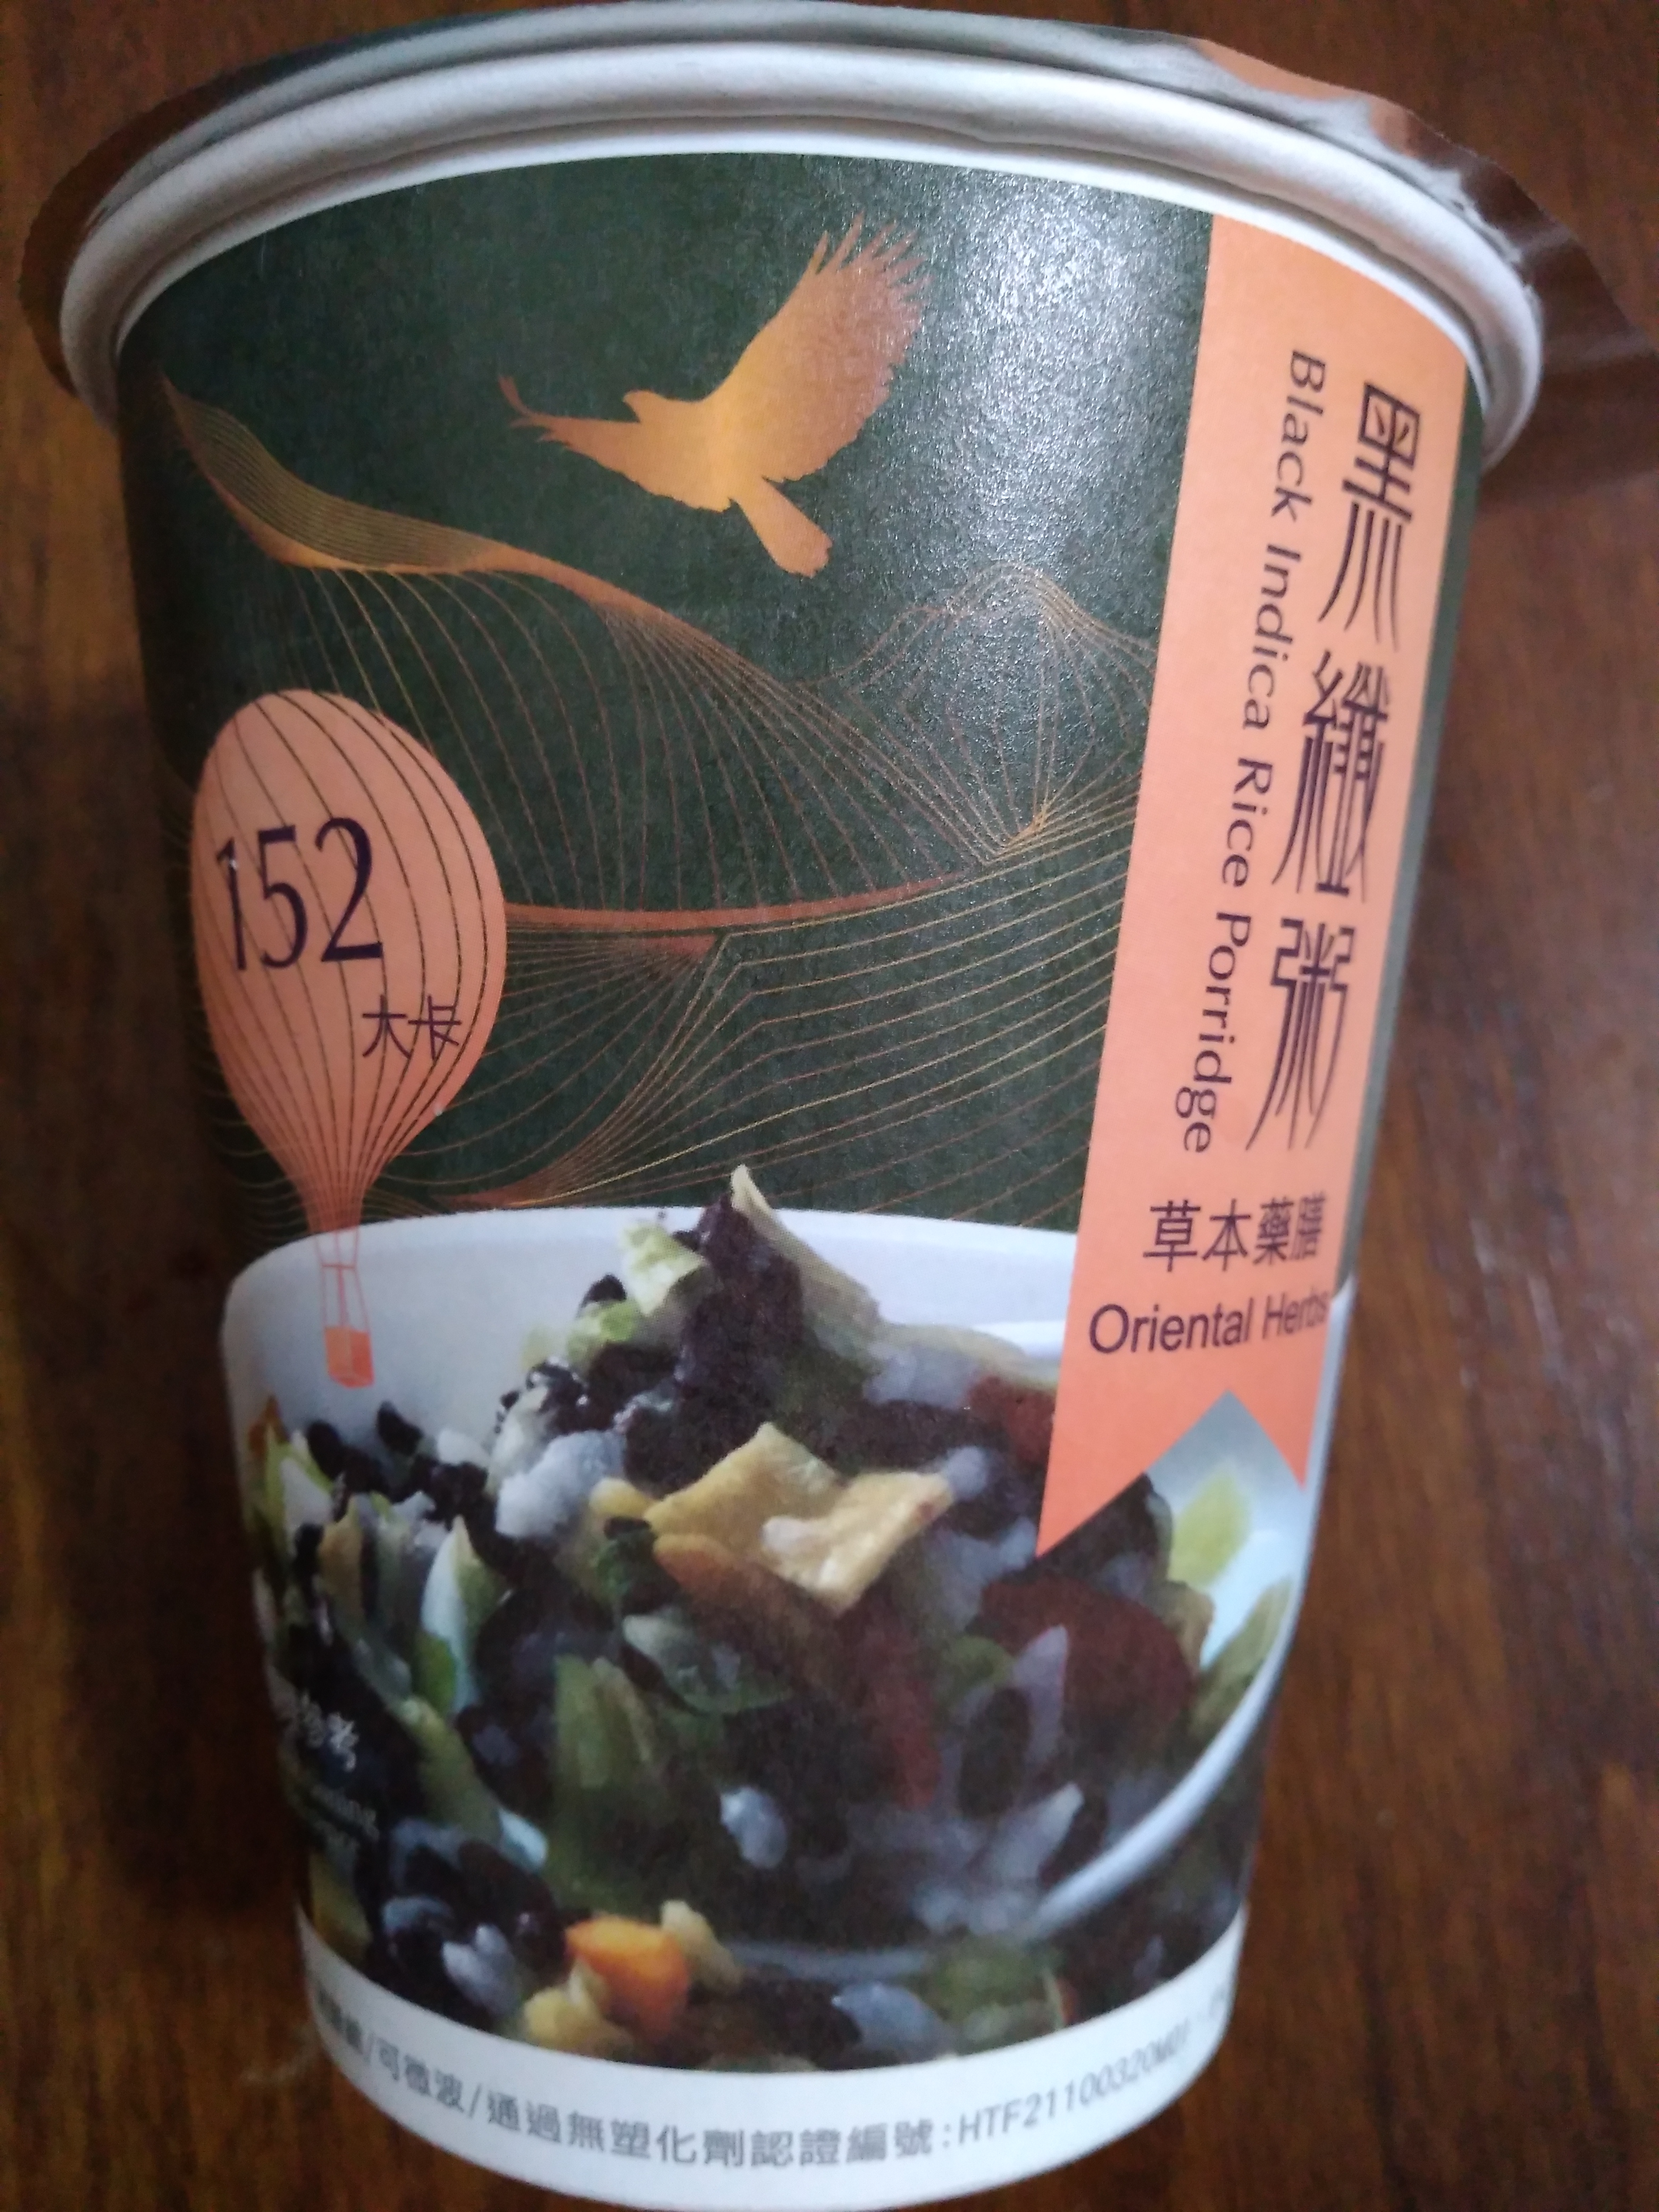 黑纖粥
Black Indica Rice Porridge
草本藥膳
Oriental Herbs
152
大卡
/可微波/通過無塑化劑認證編號:HTF21100320